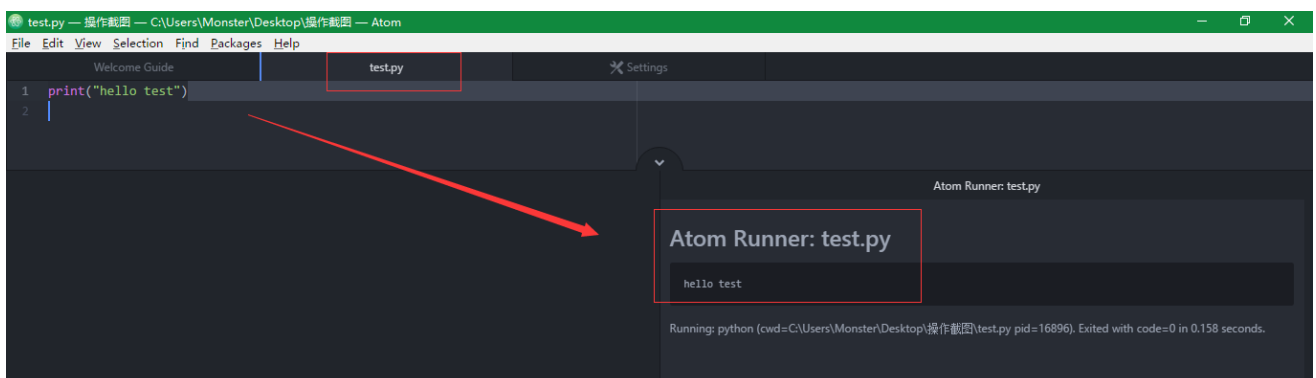 test.py — 操作截图 — C:\Users\Monster\Desktop\操作截图 — Atom
File Edit View Selection Find Packages Help
Welcome Guide test.py Settings
1 print("hello test")
2
Atom Runner: test.py
Atom Runner: test.py
hello test
Running: python (cwd=C:\Users\Monster\Desktop\操作截图\test.py pid=16896). Exited with code=0 in 0.158 seconds.